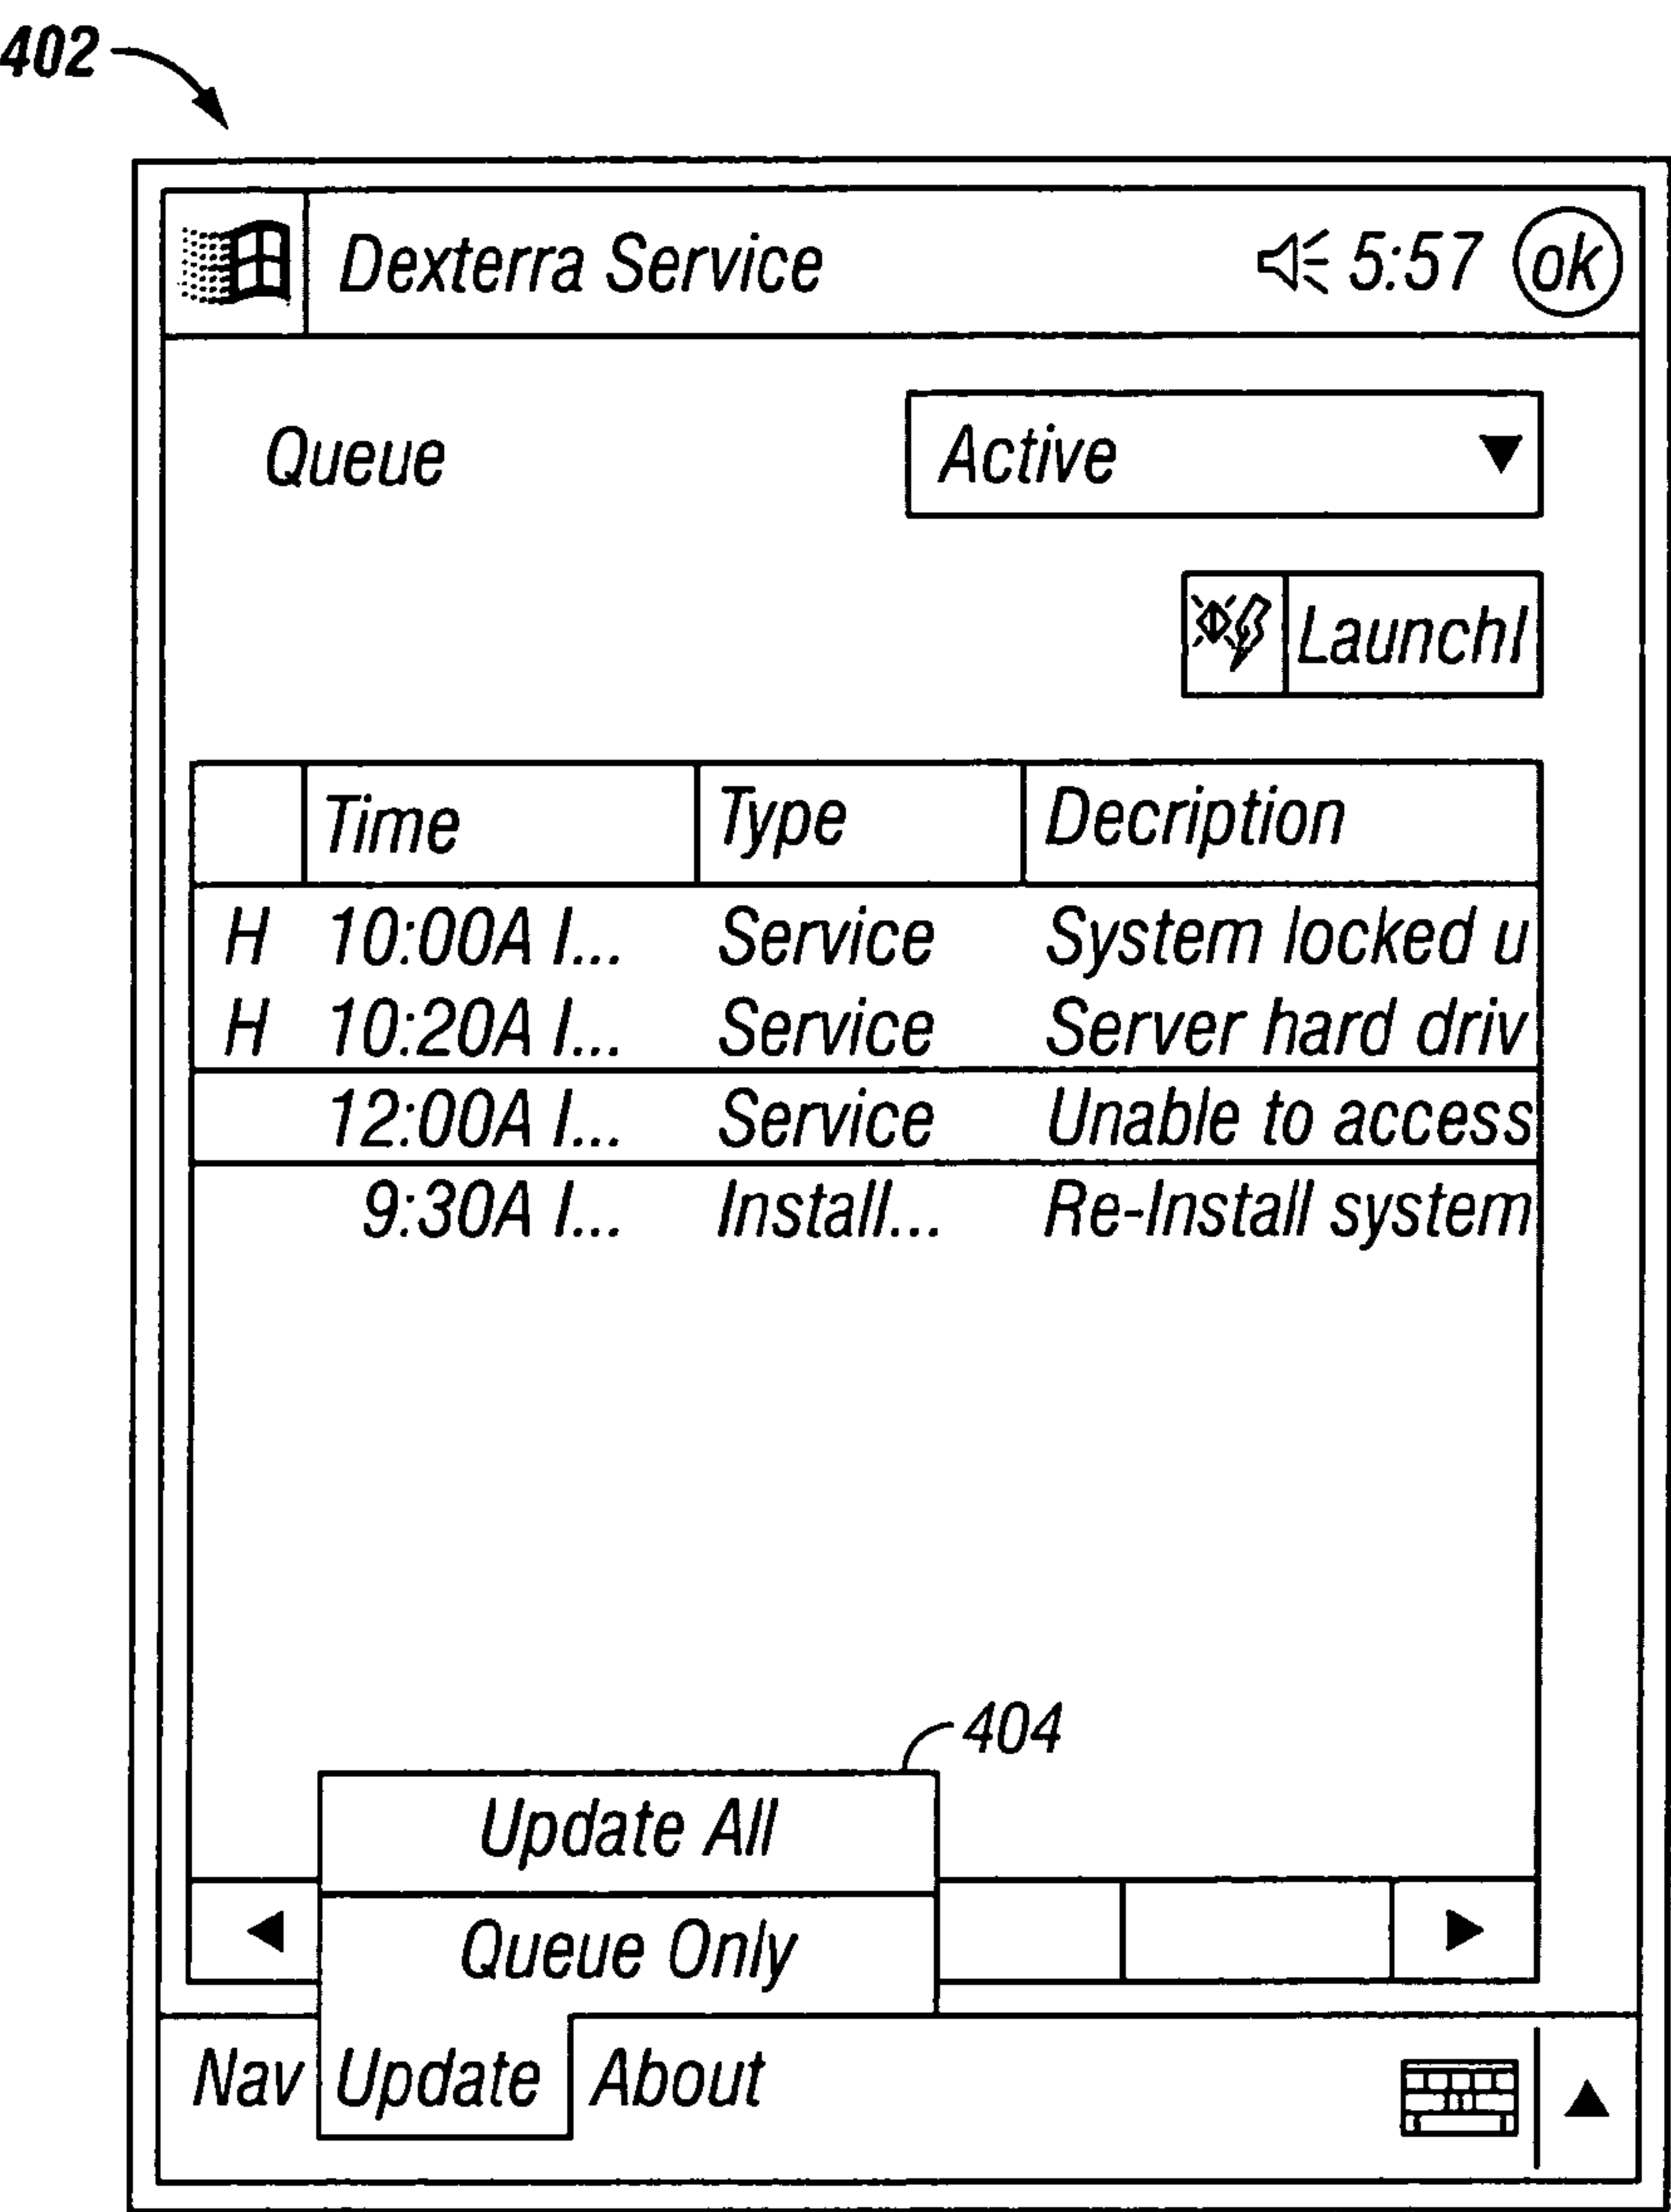 402
Dexterra Service 5:57 ok
Queue Active
Launch!
Time Type Decription
H 10:00A I... Service System locked u
H 10:20A I... Service Server hard driv
12:00A I... Service Unable to access
9:30A I... Install... Re-Install system
404
Update All
Queue Only
Nav Update About